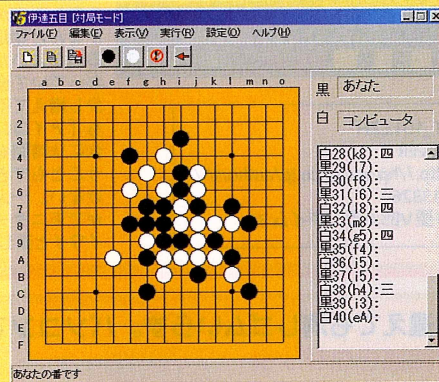 伊達五目 [対局モード]
ファイル(F) 編集(E) 表示(V) 実行(R) 設定(O) ヘルプ(H)
a b c d e f g h i j k l m n o
1
2
3
4
5
6
7
8
9
A
B
C
D
E
F
黒 あなた
白 コンピュータ
白28(k8):四
黒29(l7):
白30(f6):
黒31(i6):三
白32(l8):四
黒33(m8):
白34(g5):四
黒35(f4):
白36(j5):
黒37(i5):
白38(h4):三
黒39(i3):
白40(eA):
あなたの番です